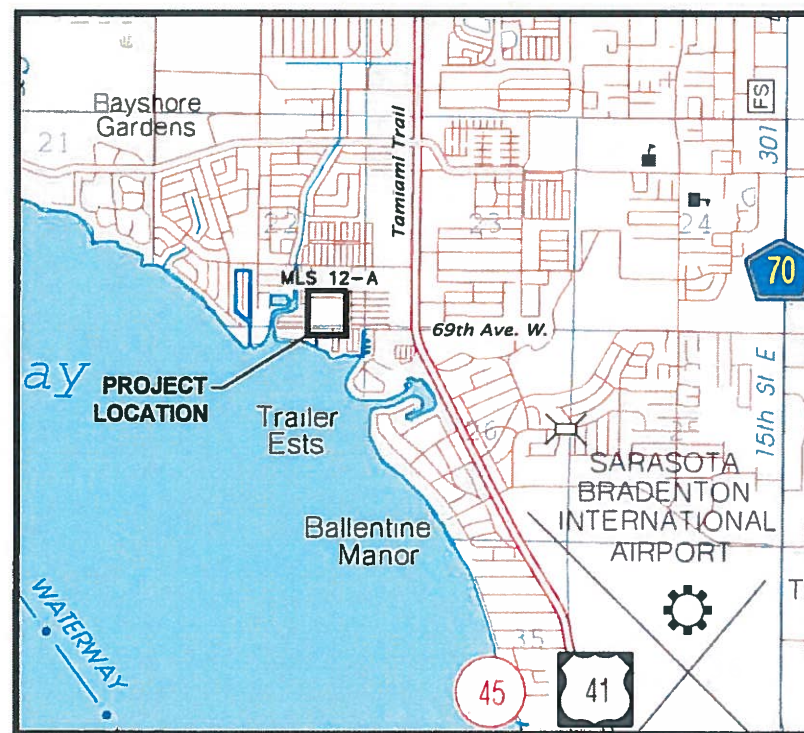 Bayshore
Gardens
21
22
Tamiami Trail
23
24
FS
301
70
MLS 12-A
69th Ave. W.
ay
PROJECT
LOCATION
Trailer
Ests
26
15th St E
SARASOTA
BRADENTON
INTERNATIONAL
AIRPORT
Ballentine
Manor
WATERWAY
T
35
45
41